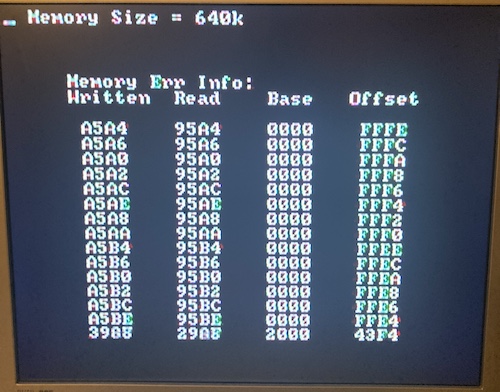 Memory Size = 640k
Memory Err Info:
Written Read Base Offset
A5A4 95A4 0000 FFFE
A5A6 95A6 0000 FFFC
A5A0 95A0 0000 FFFA
A5A2 95A2 0000 FFF8
A5AC 95AC 0000 FFF6
A5AE 95AE 0000 FFF4
A5A8 95A8 0000 FFF2
A5AA 95AA 0000 FFF0
A5B4 95B4 0000 FFEE
A5B6 95B6 0000 FFEC
A5B0 95B0 0000 FFEA
A5B2 95B2 0000 FFE8
A5BC 95BC 0000 FFE6
A5BE 95BE 0000 FFE4
2000 43F4